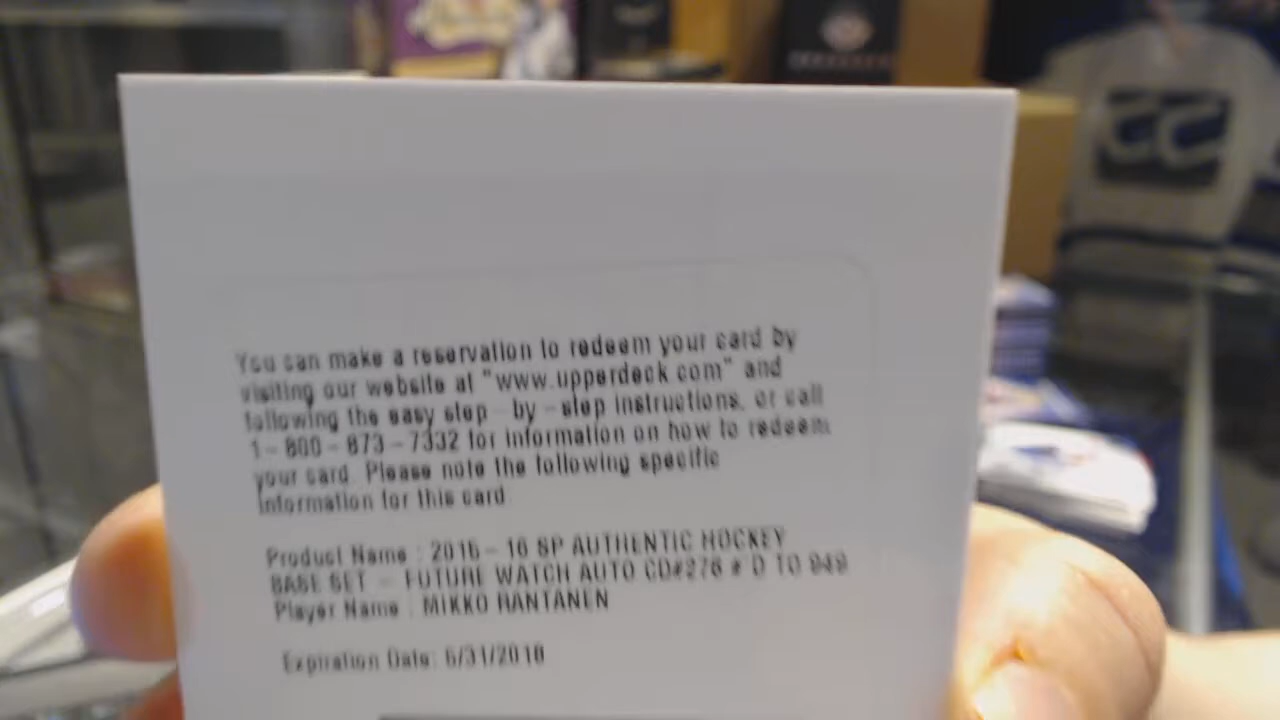 You can make a reservation to redeem your card by
visiting our website at "www.upperdeck.com" and
following the easy step - by - step instructions, or call
1 - 800 - 873 - 7332 for information on how to redeem
your card. Please note the following specific
information for this card
Product Name : 2015 - 16 SP AUTHENTIC HOCKEY
BASE SET - FUTURE WATCH AUTO CD#276 # D TO 949
Player Name : MIKKO RANTANEN
Expiration Date: